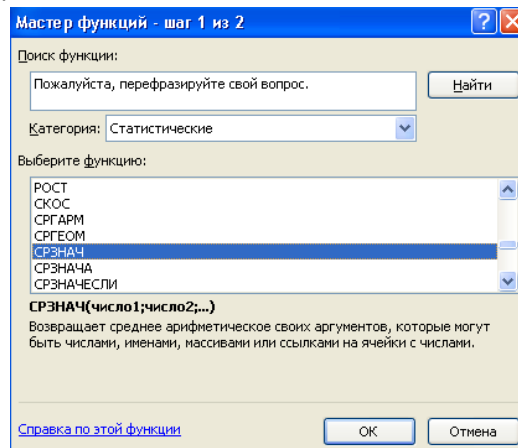 Мастер функций - шаг 1 из 2
Поиск функции:
Пожалуйста, перефразируйте свой вопрос.
Найти
Категория: Статистические
Выберите функцию:
РОСТ
СКОС
СРГАРМ
СРГЕОМ
СРЗНАЧ
СРЗНАЧА
СРЗНАЧЕСЛИ
СРЗНАЧ(число1;число2;...)
Возвращает среднее арифметическое своих аргументов, которые могут
быть числами, именами, массивами или ссылками на ячейки с числами.
Справка по этой функции
ОК
Отмена